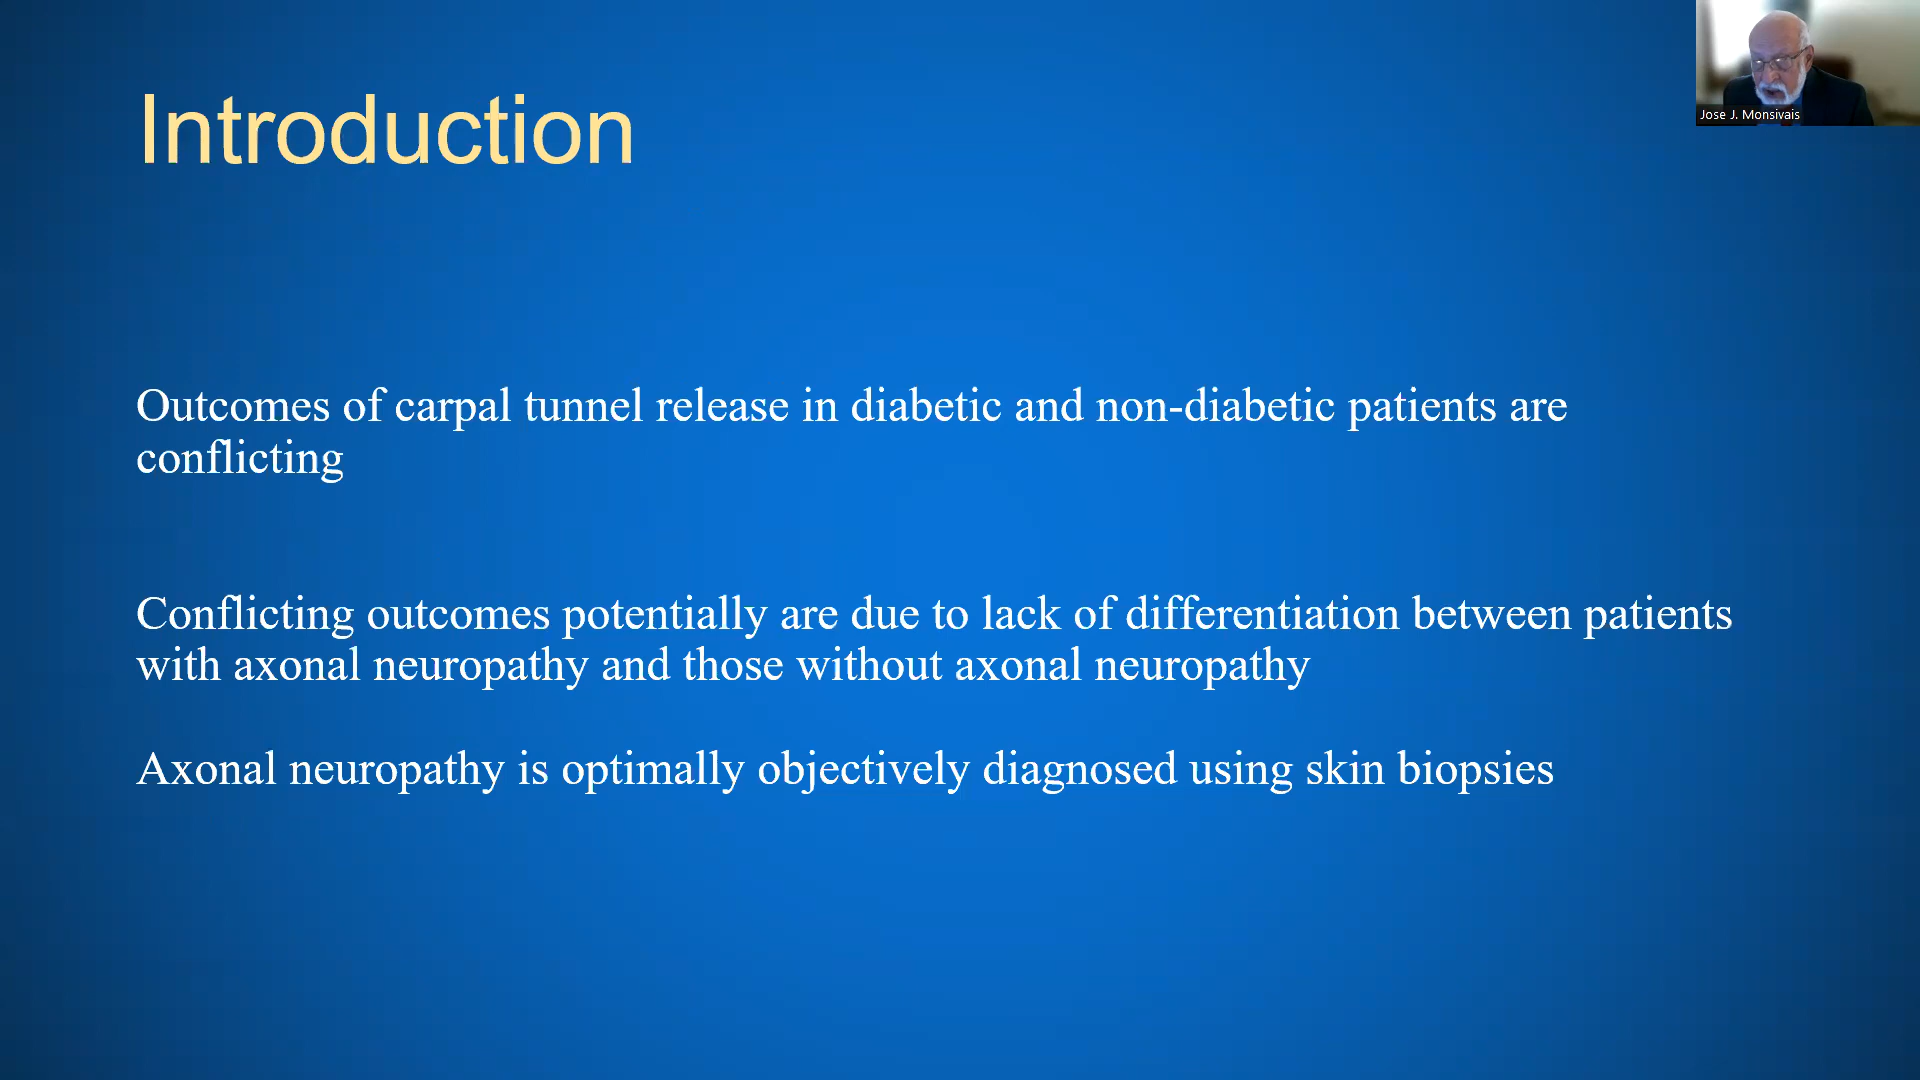 Introduction
Jose J. Monsivais
Outcomes of carpal tunnel release in diabetic and non-diabetic patients are
conflicting
Conflicting outcomes potentially are due to lack of differentiation between patients
with axonal neuropathy and those without axonal neuropathy
Axonal neuropathy is optimally objectively diagnosed using skin biopsies